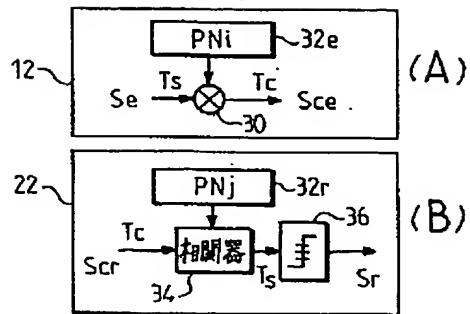 PNi
32e
12
Ts
Tc
(A)
Se
Sce
30
22
PNj
32r
36
(B)
Tc
相関器
Scr
Ts
Sr
34